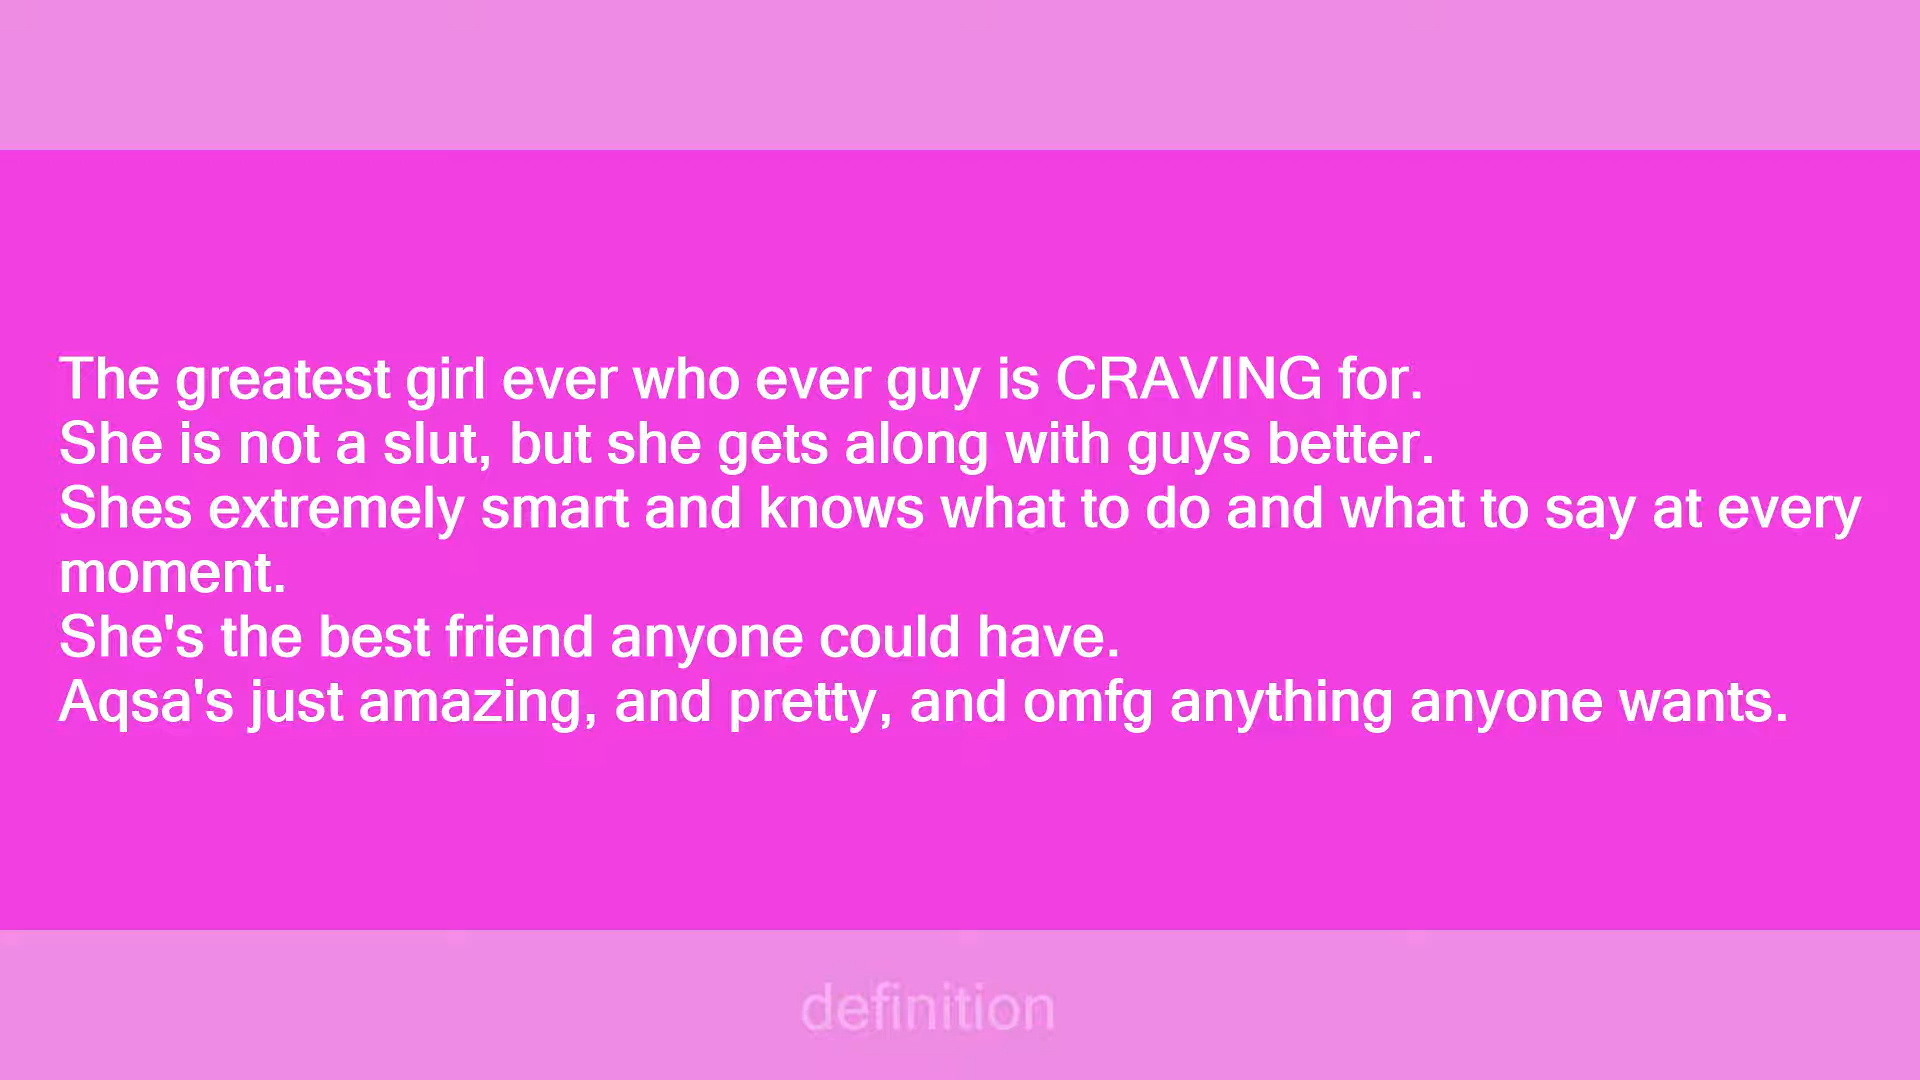 The greatest girl ever who ever guy is CRAVING for.
She is not a slut, but she gets along with guys better.
Shes extremely smart and knows what to do and what to say at every
moment.
She's the best friend anyone could have.
Aqsa's just amazing, and pretty, and omfg anything anyone wants.
definition